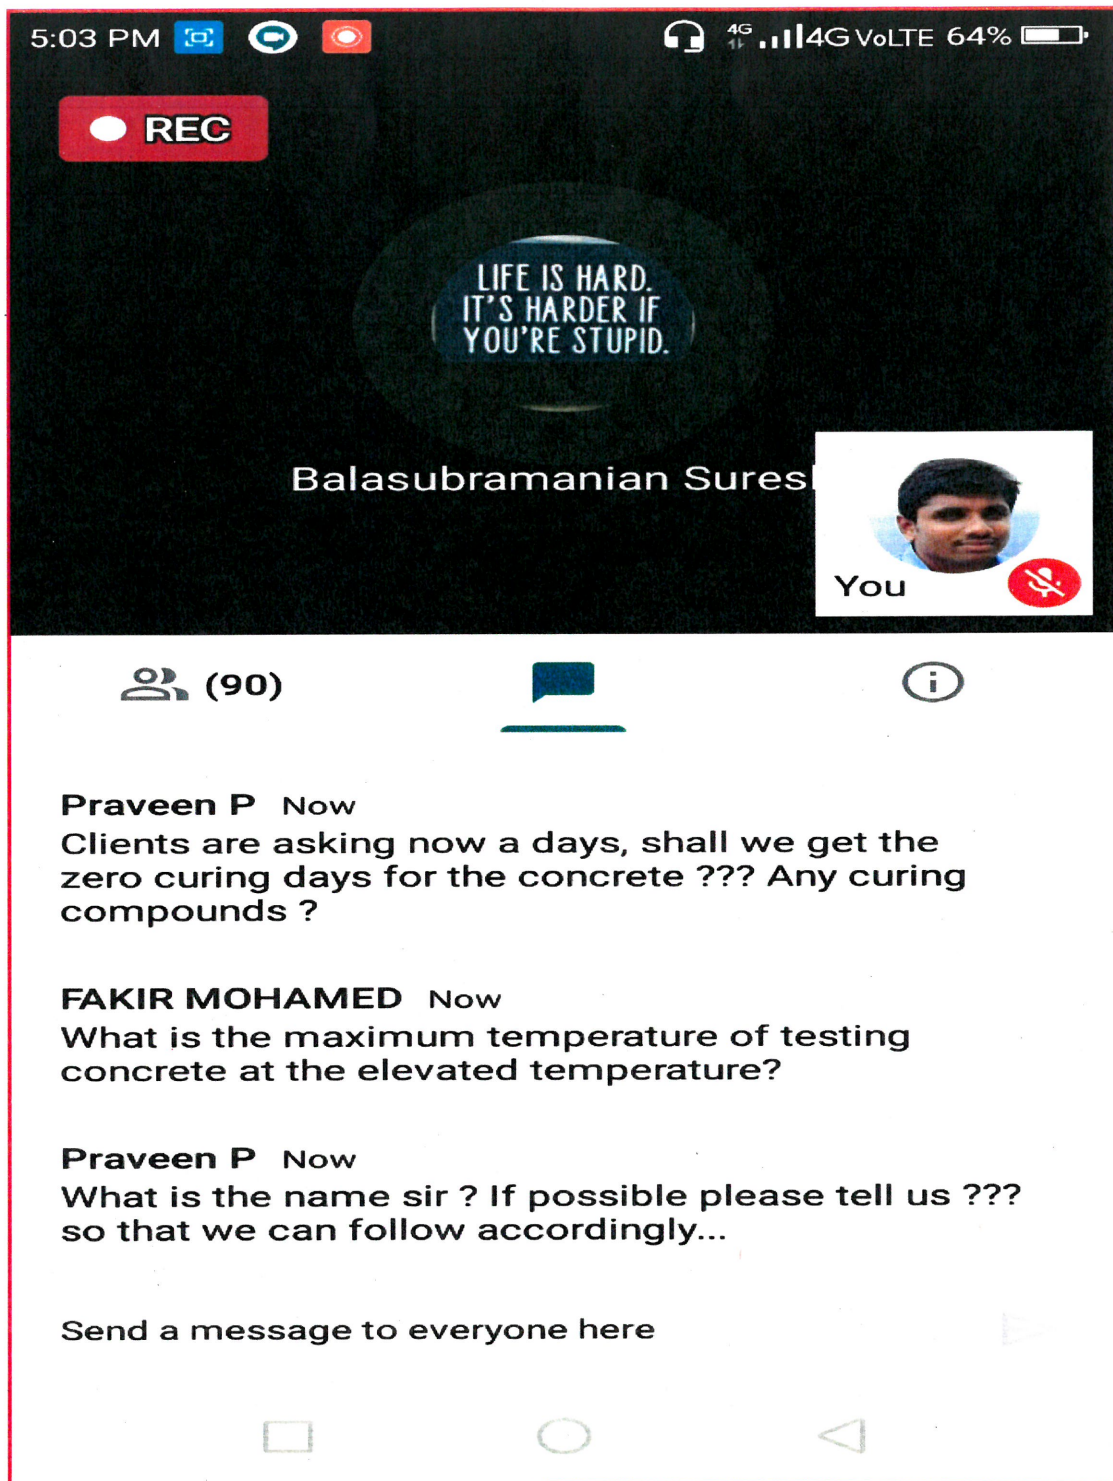 5:03 PM 4G 4G VoLTE 64%
REC
LIFE IS HARD.
IT'S HARDER IF
YOU'RE STUPID.
Balasubramanian Sures
You
(90)
Praveen P Now
Clients are asking now a days, shall we get the
zero curing days for the concrete ??? Any curing
compounds ?
FAKIR MOHAMED Now
What is the maximum temperature of testing
concrete at the elevated temperature?
Praveen P Now
What is the name sir ? If possible please tell us ???
so that we can follow accordingly...
Send a message to everyone here